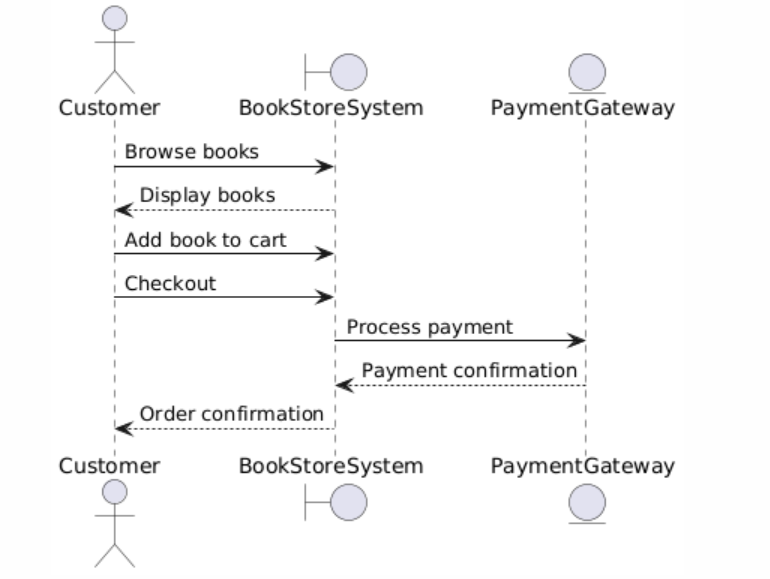 Customer BookStoreSystem PaymentGateway
Browse books
Display books
Add book to cart
Checkout
Process payment
Payment confirmation
Order confirmation
Customer BookStoreSystem PaymentGateway